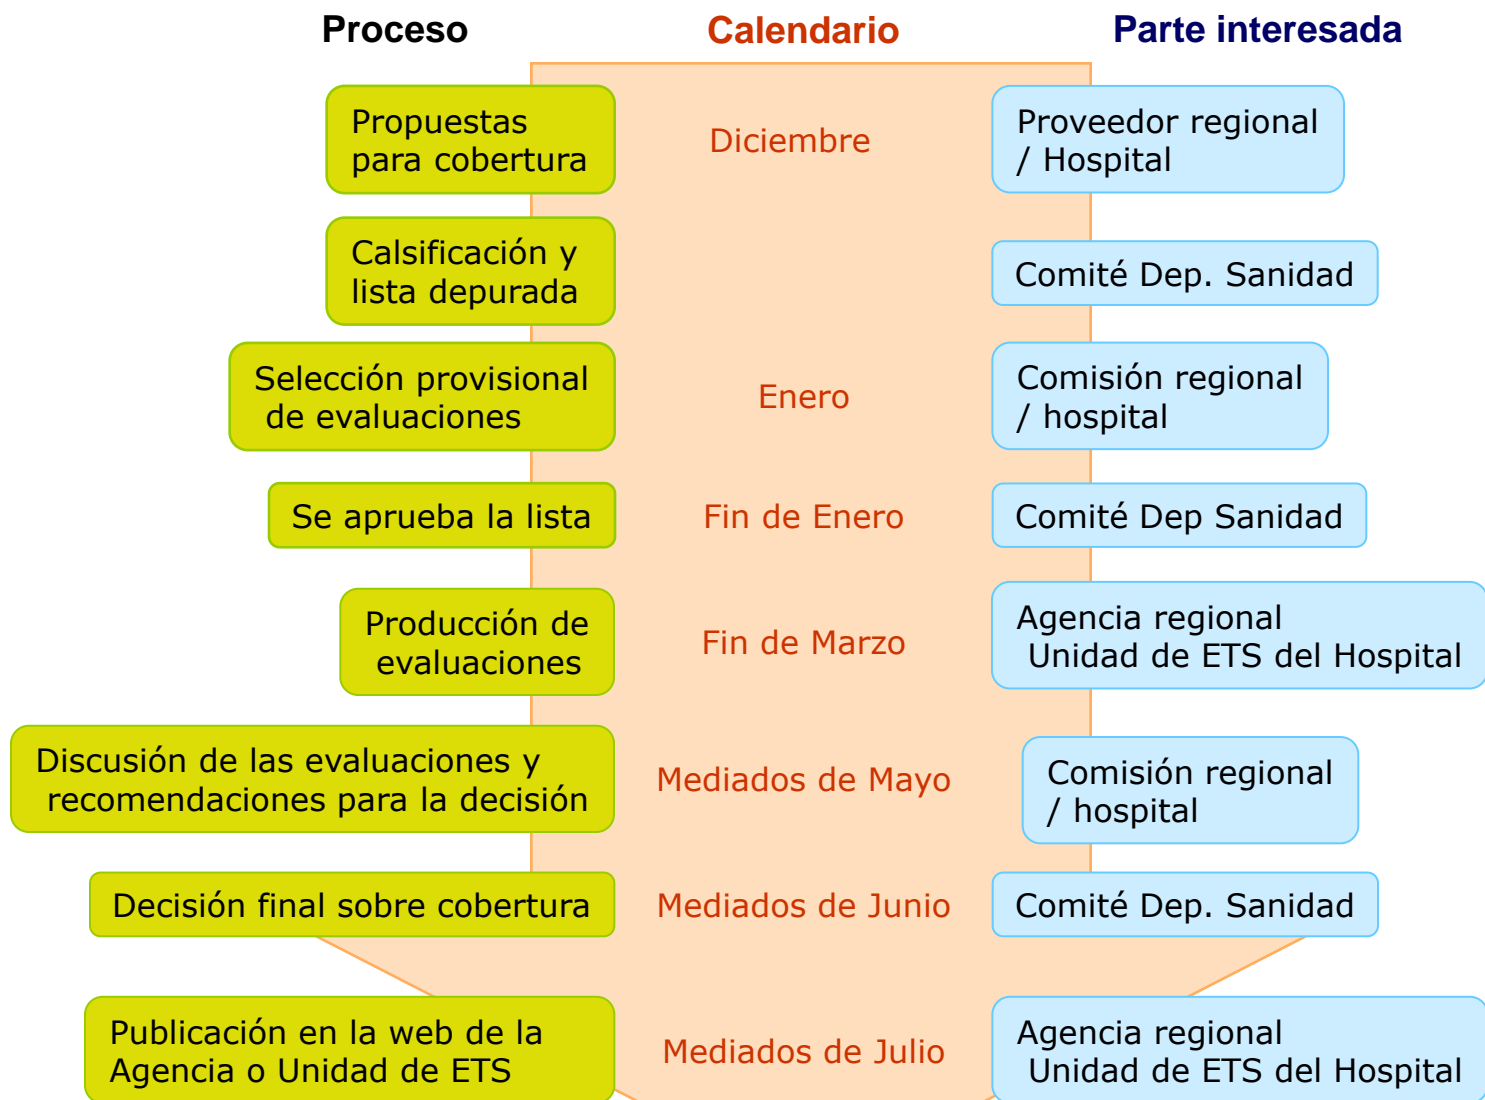 Proceso
Calendario
Parte interesada
Propuestas
para cobertura
Diciembre
Proveedor regional
/ Hospital
Calsificación y
lista depurada
Comité Dep. Sanidad
Selección provisional
de evaluaciones
Enero
Comisión regional
/ hospital
Se aprueba la lista
Fin de Enero
Comité Dep Sanidad
Producción de
evaluaciones
Fin de Marzo
Agencia regional
Unidad de ETS del Hospital
Discusión de las evaluaciones y
recomendaciones para la decisión
Mediados de Mayo
Comisión regional
/ hospital
Decisión final sobre cobertura
Mediados de Junio
Comité Dep. Sanidad
Publicación en la web de la
Agencia o Unidad de ETS
Mediados de Julio
Agencia regional
Unidad de ETS del Hospital